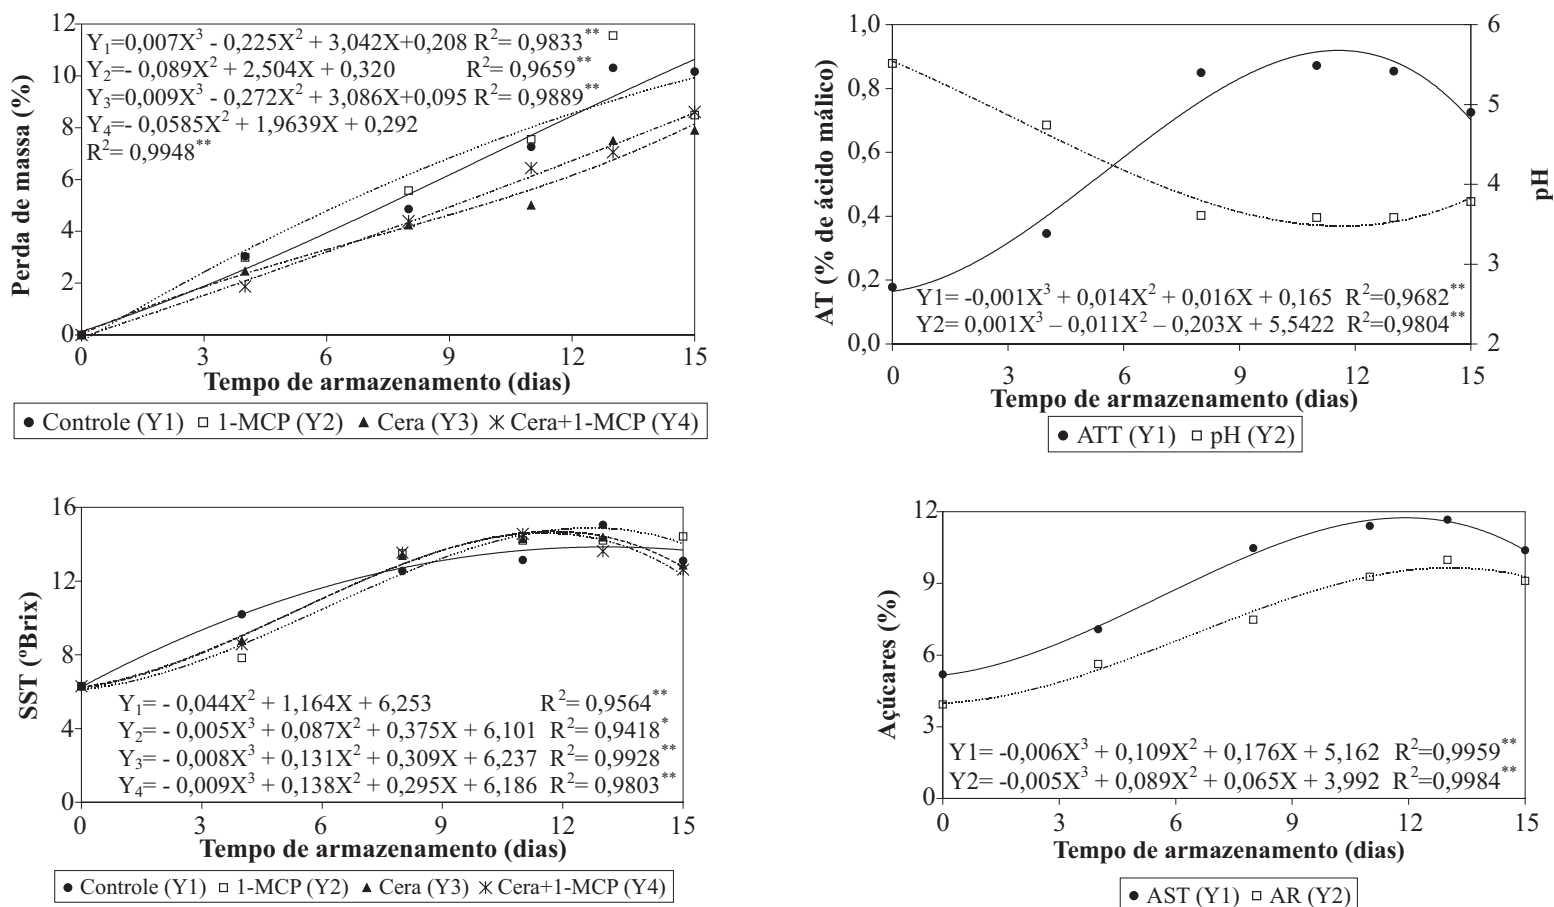 12
10
8
6
4
2
0
Perda de massa (%)
Y₁=0,007X³ - 0,225X² + 3,042X+0,208 R²= 0,9833**
Y₂=- 0,089X² + 2,504X + 0,320 R²= 0,9659**
Y₃=0,009X³ - 0,272X² + 3,086X+0,095 R²= 0,9889**
Y₄=- 0,0585X² + 1,9639X + 0,292
R²= 0,9948**
0 3 6 9 12 15
Tempo de armazenamento (dias)
● Controle (Y1) □ 1-MCP (Y2) ▲ Cera (Y3) ✳ Cera+1-MCP (Y4)
1,0
0,8
0,6
0,4
0,2
0,0
AT (% de ácido málico)
6
5
4
3
2
pH
Y1= -0,001X³ + 0,014X² + 0,016X + 0,165 R²=0,9682**
Y2= 0,001X³ – 0,011X² – 0,203X + 5,5422 R²=0,9804**
0 3 6 9 12 15
Tempo de armazenamento (dias)
● ATT (Y1) □ pH (Y2)
16
12
8
4
0
SST (ºBrix)
Y₁= - 0,044X² + 1,164X + 6,253 R²= 0,9564**
Y₂= - 0,005X³ + 0,087X² + 0,375X + 6,101 R²= 0,9418*
Y₃= - 0,008X³ + 0,131X² + 0,309X + 6,237 R²= 0,9928**
Y₄= - 0,009X³ + 0,138X² + 0,295X + 6,186 R²= 0,9803**
0 3 6 9 12 15
Tempo de armazenamento (dias)
● Controle (Y1) □ 1-MCP (Y2) ▲ Cera (Y3) ✳ Cera+1-MCP (Y4)
12
9
6
3
0
Açúcares (%)
Y1= -0,006X³ + 0,109X² + 0,176X + 5,162 R²=0,9959**
Y2= -0,005X³ + 0,089X² + 0,065X + 3,992 R²=0,9984**
0 3 6 9 12 15
Tempo de armazenamento (dias)
● AST (Y1) □ AR (Y2)